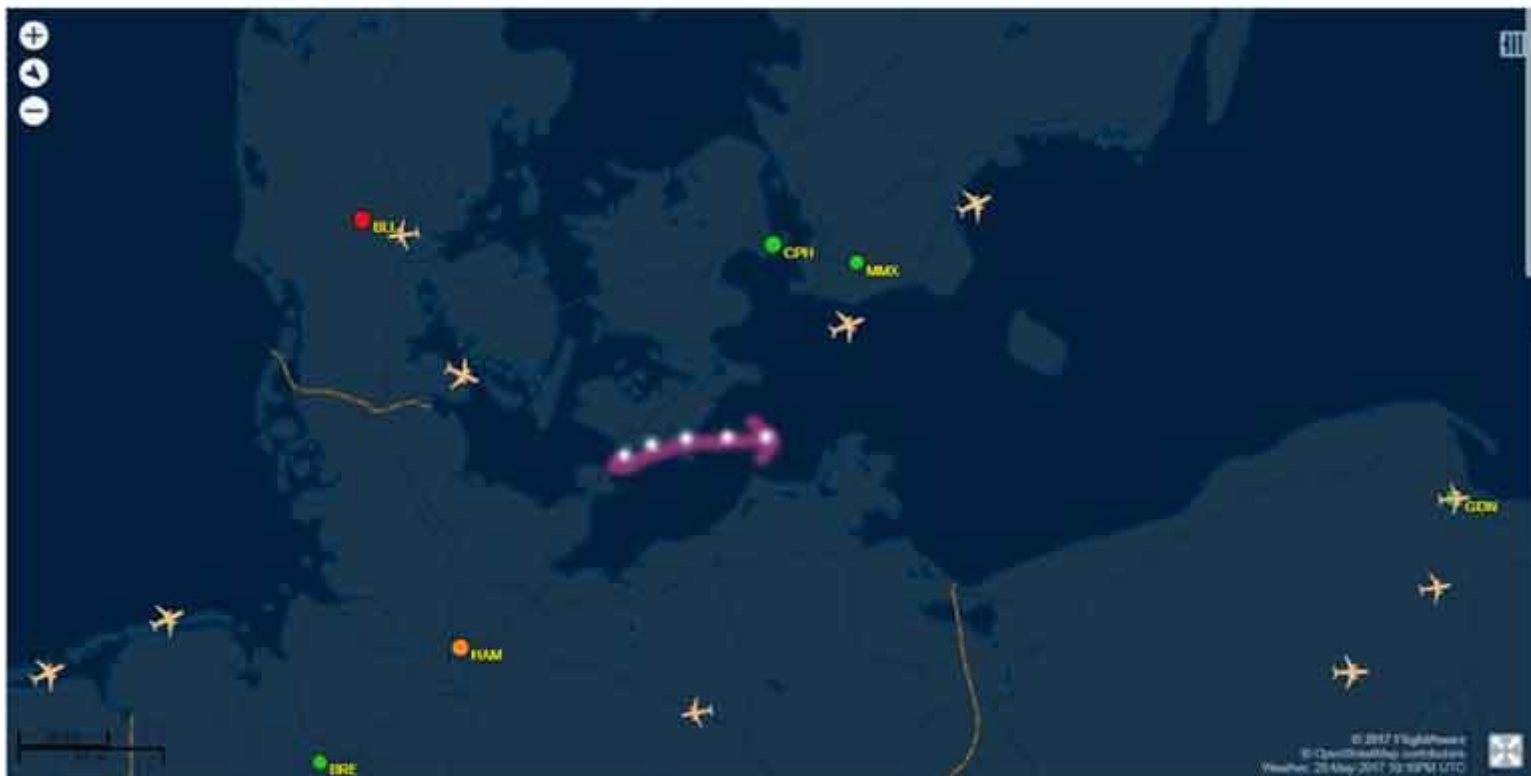 BLL
CPH
MMX
GDN
HAM
BRE
© 2017 FlightAware
© OpenStreetMap contributors